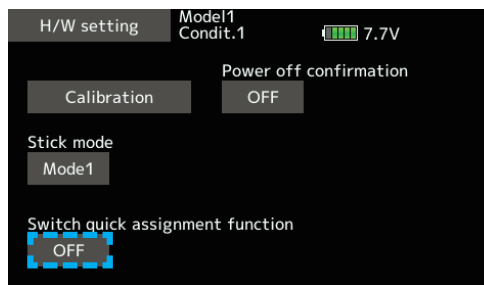 H/W setting
Model1
Condit.1
7.7V
Power off confirmation
Calibration
OFF
Stick mode
Mode1
Switch quick assignment function
OFF